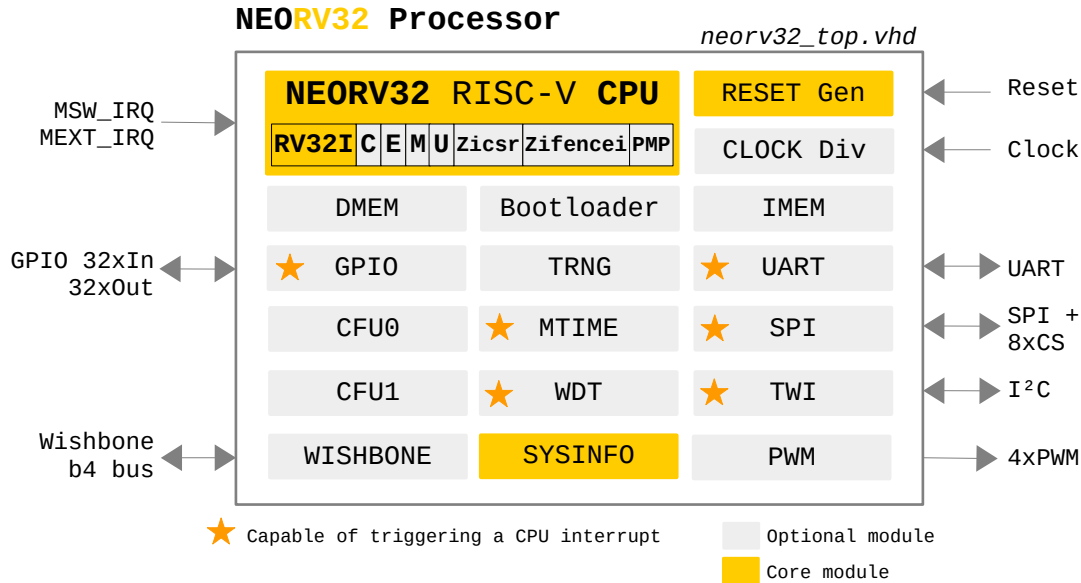 NEORV32 Processor
neorv32_top.vhd
NEORV32 RISC-V CPU
RV32I C E M U Zicsr Zifencei PMP
RESET Gen
CLOCK Div
MSW_IRQ
MEXT_IRQ
Reset
Clock
DMEM
Bootloader
IMEM
GPIO 32xIn
32xOut
GPIO
TRNG
UART
UART
CFU0
MTIME
SPI
SPI +
8xCS
CFU1
WDT
TWI
I²C
Wishbone
b4 bus
WISHBONE
SYSINFO
PWM
4xPWM
Capable of triggering a CPU interrupt
Optional module
Core module